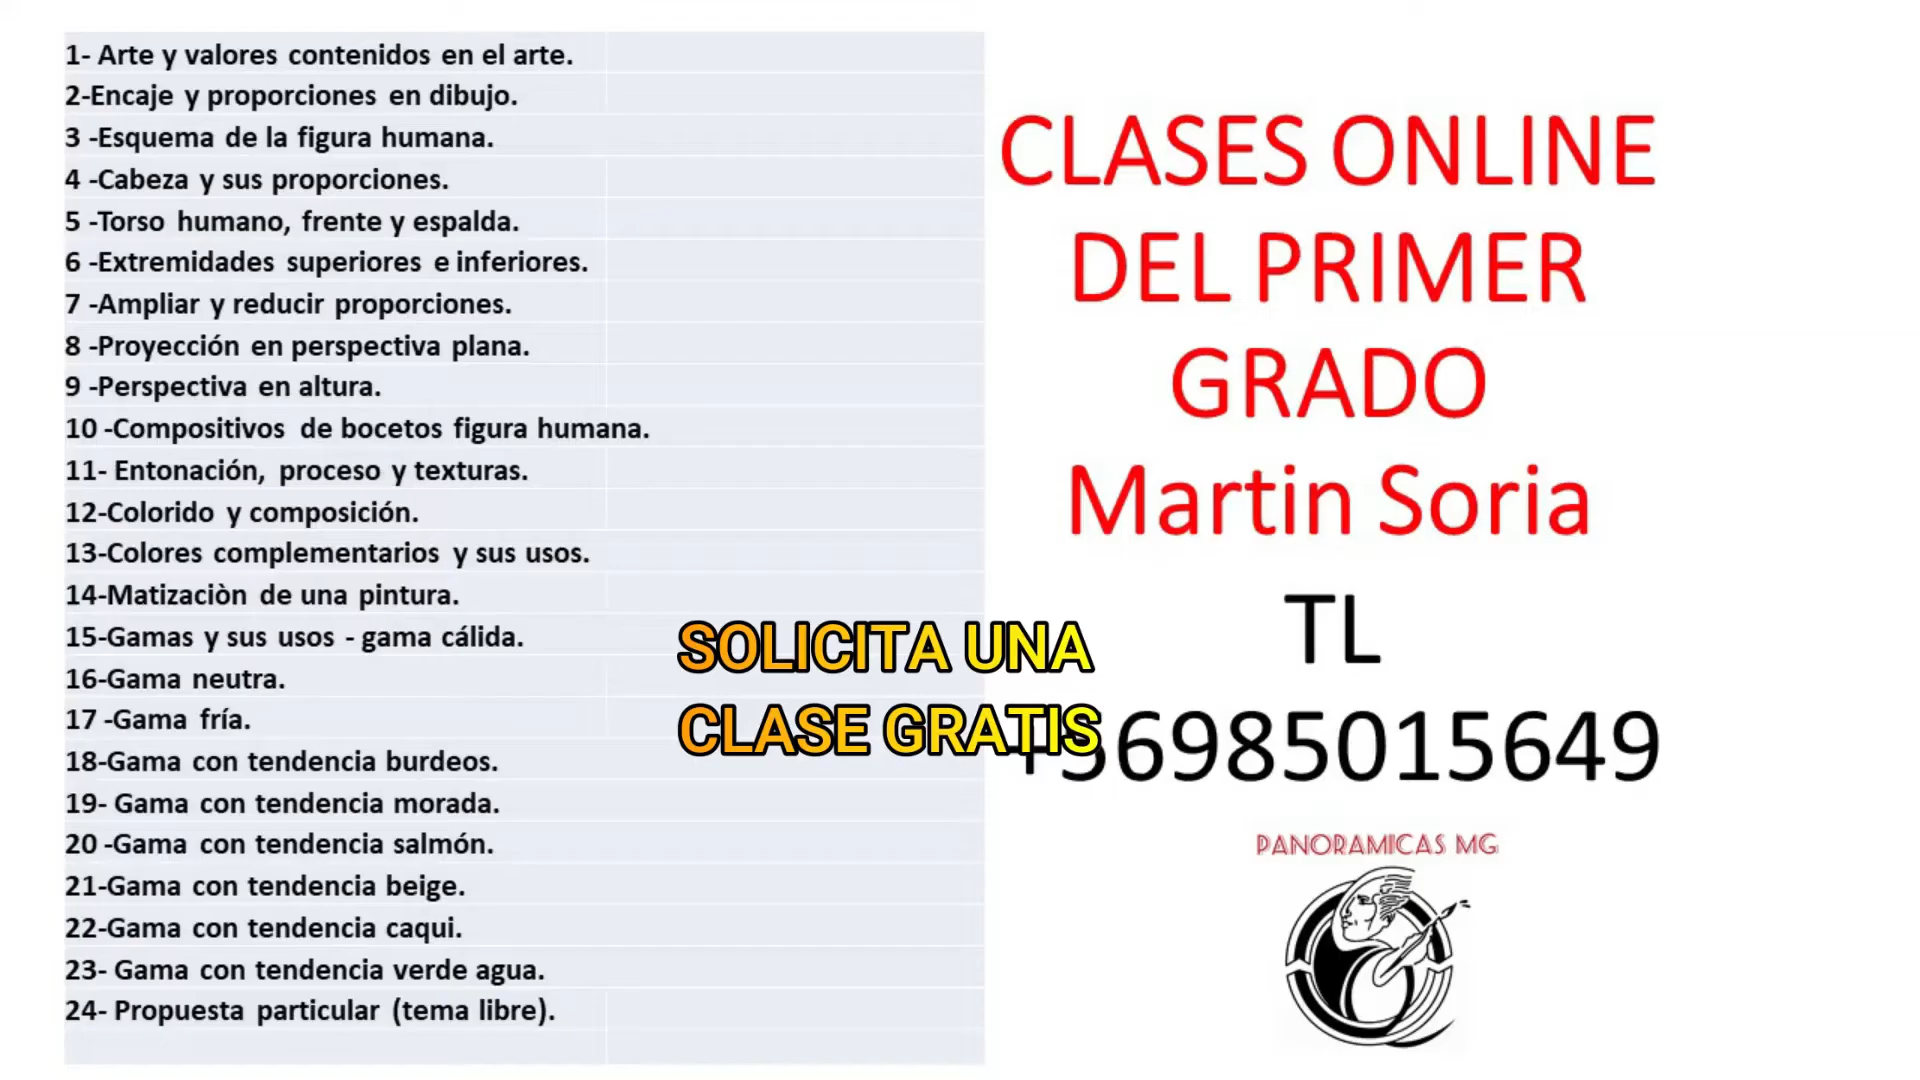 1- Arte y valores contenidos en el arte.
2-Encaje y proporciones en dibujo.
3 -Esquema de la figura humana.
4 -Cabeza y sus proporciones.
5 -Torso humano, frente y espalda.
6 -Extremidades superiores e inferiores.
7 -Ampliar y reducir proporciones.
8 -Proyección en perspectiva plana.
9 -Perspectiva en altura.
10 -Compositivos de bocetos figura humana.
11- Entonación, proceso y texturas.
12-Colorido y composición.
13-Colores complementarios y sus usos.
14-Matizaciòn de una pintura.
15-Gamas y sus usos - gama cálida.
16-Gama neutra.
17 -Gama fría.
18-Gama con tendencia burdeos.
19- Gama con tendencia morada.
20 -Gama con tendencia salmón.
21-Gama con tendencia beige.
22-Gama con tendencia caqui.
23- Gama con tendencia verde agua.
24- Propuesta particular (tema libre).
SOLICITA UNA
CLASE GRATIS
CLASES ONLINE
DEL PRIMER
GRADO
Martin Soria
TL
+56985015649
PANORAMICAS MG